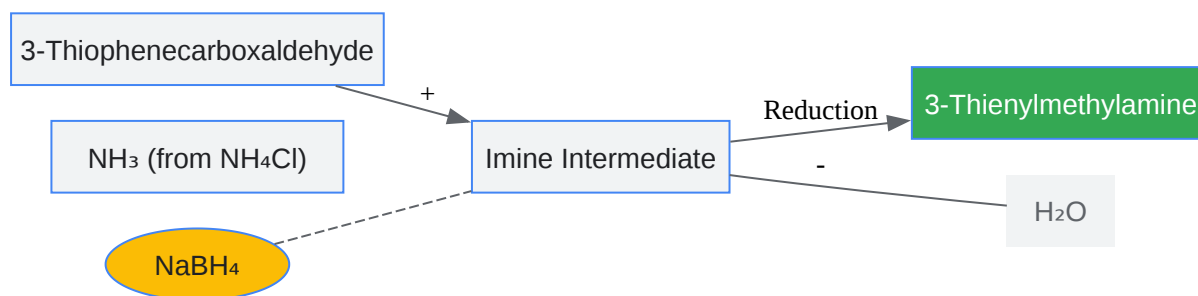 3-Thiophenecarboxaldehyde
+
NH₃ (from NH₄Cl)
NaBH₄
Imine Intermediate
Reduction
-
3-Thienylmethylamine
H₂O